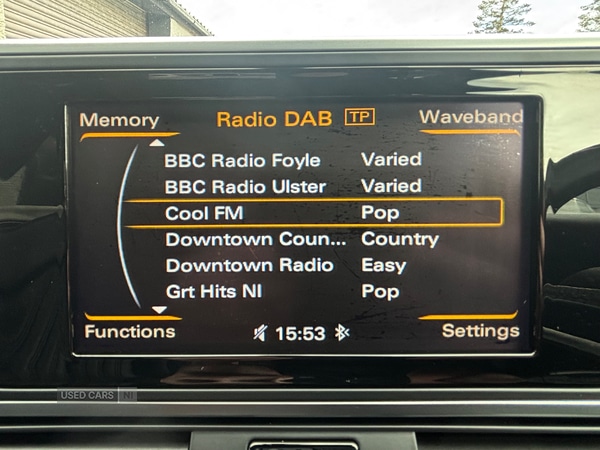 Memory Radio DAB TP Waveband
BBC Radio Foyle Varied
BBC Radio Ulster Varied
Cool FM Pop
Downtown Coun... Country
Downtown Radio Easy
Grt Hits NI Pop
Functions 15:53 Settings
USED CARS NI